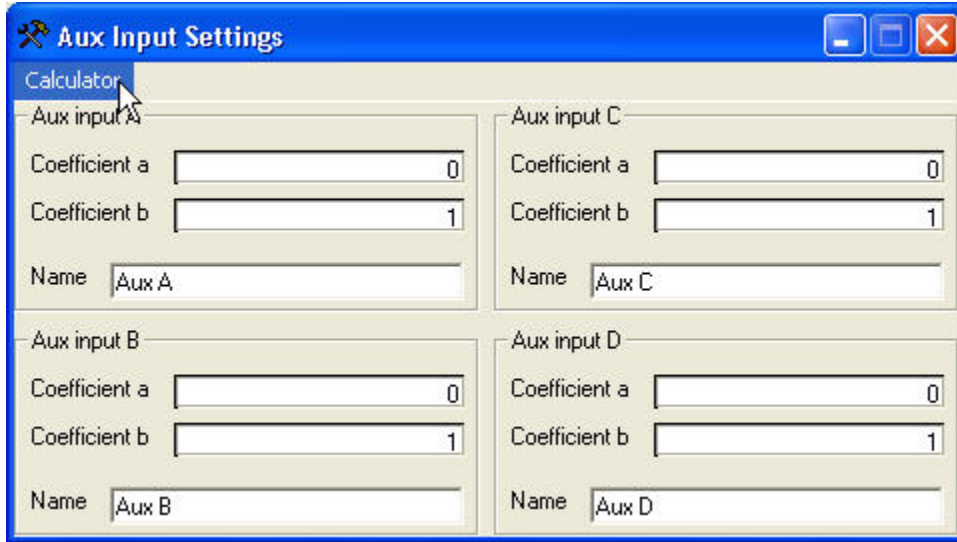 Aux Input Settings
Calculator
Aux input A
Coefficient a 0
Coefficient b 1
Name Aux A
Aux input C
Coefficient a 0
Coefficient b 1
Name Aux C
Aux input B
Coefficient a 0
Coefficient b 1
Name Aux B
Aux input D
Coefficient a 0
Coefficient b 1
Name Aux D